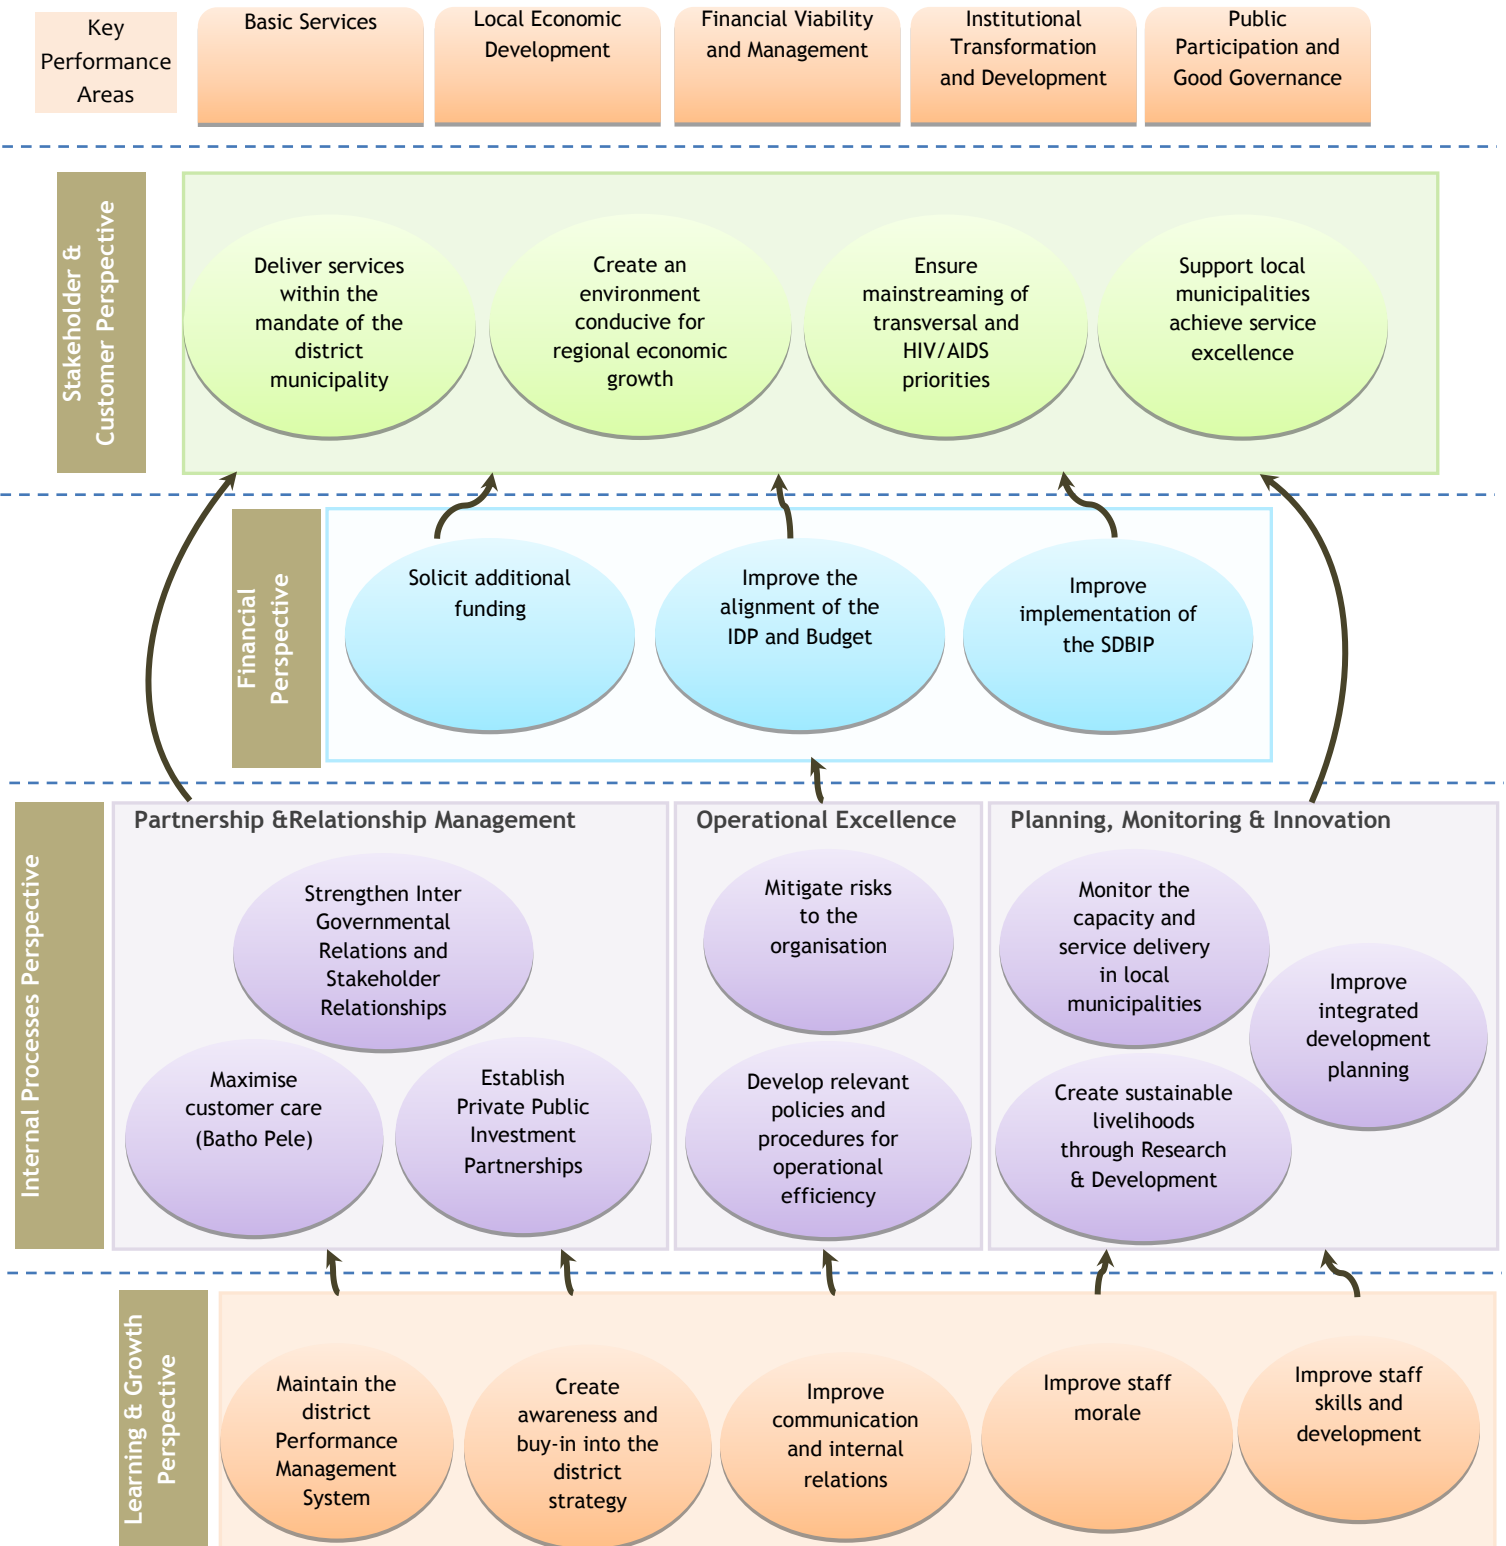 Key
Performance
Areas
Basic Services
Local Economic
Development
Financial Viability
and Management
Institutional
Transformation
and Development
Public
Participation and
Good Governance
Stakeholder &
Customer Perspective
Deliver services
within the
mandate of the
district
municipality
Create an
environment
conducive for
regional economic
growth
Ensure
mainstreaming of
transversal and
HIV/AIDS
priorities
Support local
municipalities
achieve service
excellence
Financial
Perspective
Solicit additional
funding
Improve the
alignment of the
IDP and Budget
Improve
implementation of
the SDBIP
Internal Processes Perspective
Partnership &Relationship Management
Strengthen Inter
Governmental
Relations and
Stakeholder
Relationships
Maximise
customer care
(Batho Pele)
Establish
Private Public
Investment
Partnerships
Operational Excellence
Mitigate risks
to the
organisation
Develop relevant
policies and
procedures for
operational
efficiency
Planning, Monitoring & Innovation
Monitor the
capacity and
service delivery
in local
municipalities
Improve
integrated
development
planning
Create sustainable
livelihoods
through Research
& Development
Learning & Growth
Perspective
Maintain the
district
Performance
Management
System
Create
awareness and
buy-in into the
district
strategy
Improve
communication
and internal
relations
Improve staff
morale
Improve staff
skills and
development